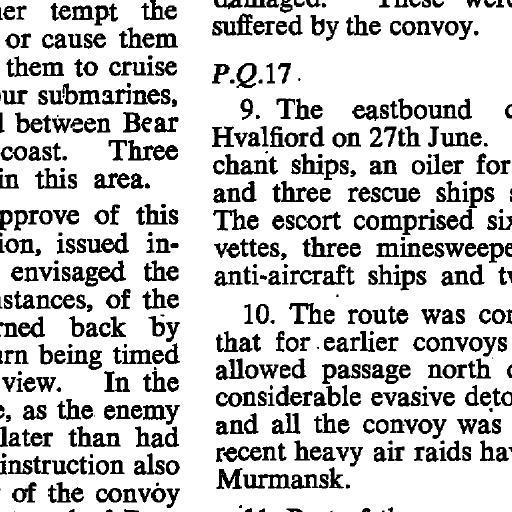 her tempt the
or cause them
them to cruise
our submarines,
between Bear
coast. Three
in this area.
pprove of this
ion, issued in-
envisaged the
nstances, of the
rned back by
urn being timed
view. In the
e, as the enemy
later than had
instruction also
of the convoy
damaged. These were
suffered by the convoy.
P.Q.17.
9. The eastbound
Hvalfiord on 27th June.
chant ships, an oiler for
and three rescue ships
The escort comprised six
vettes, three minesweepe
anti-aircraft ships and tw
10. The route was con
that for earlier convoys
allowed passage north
considerable evasive deto
and all the convoy was
recent heavy air raids hav
Murmansk.